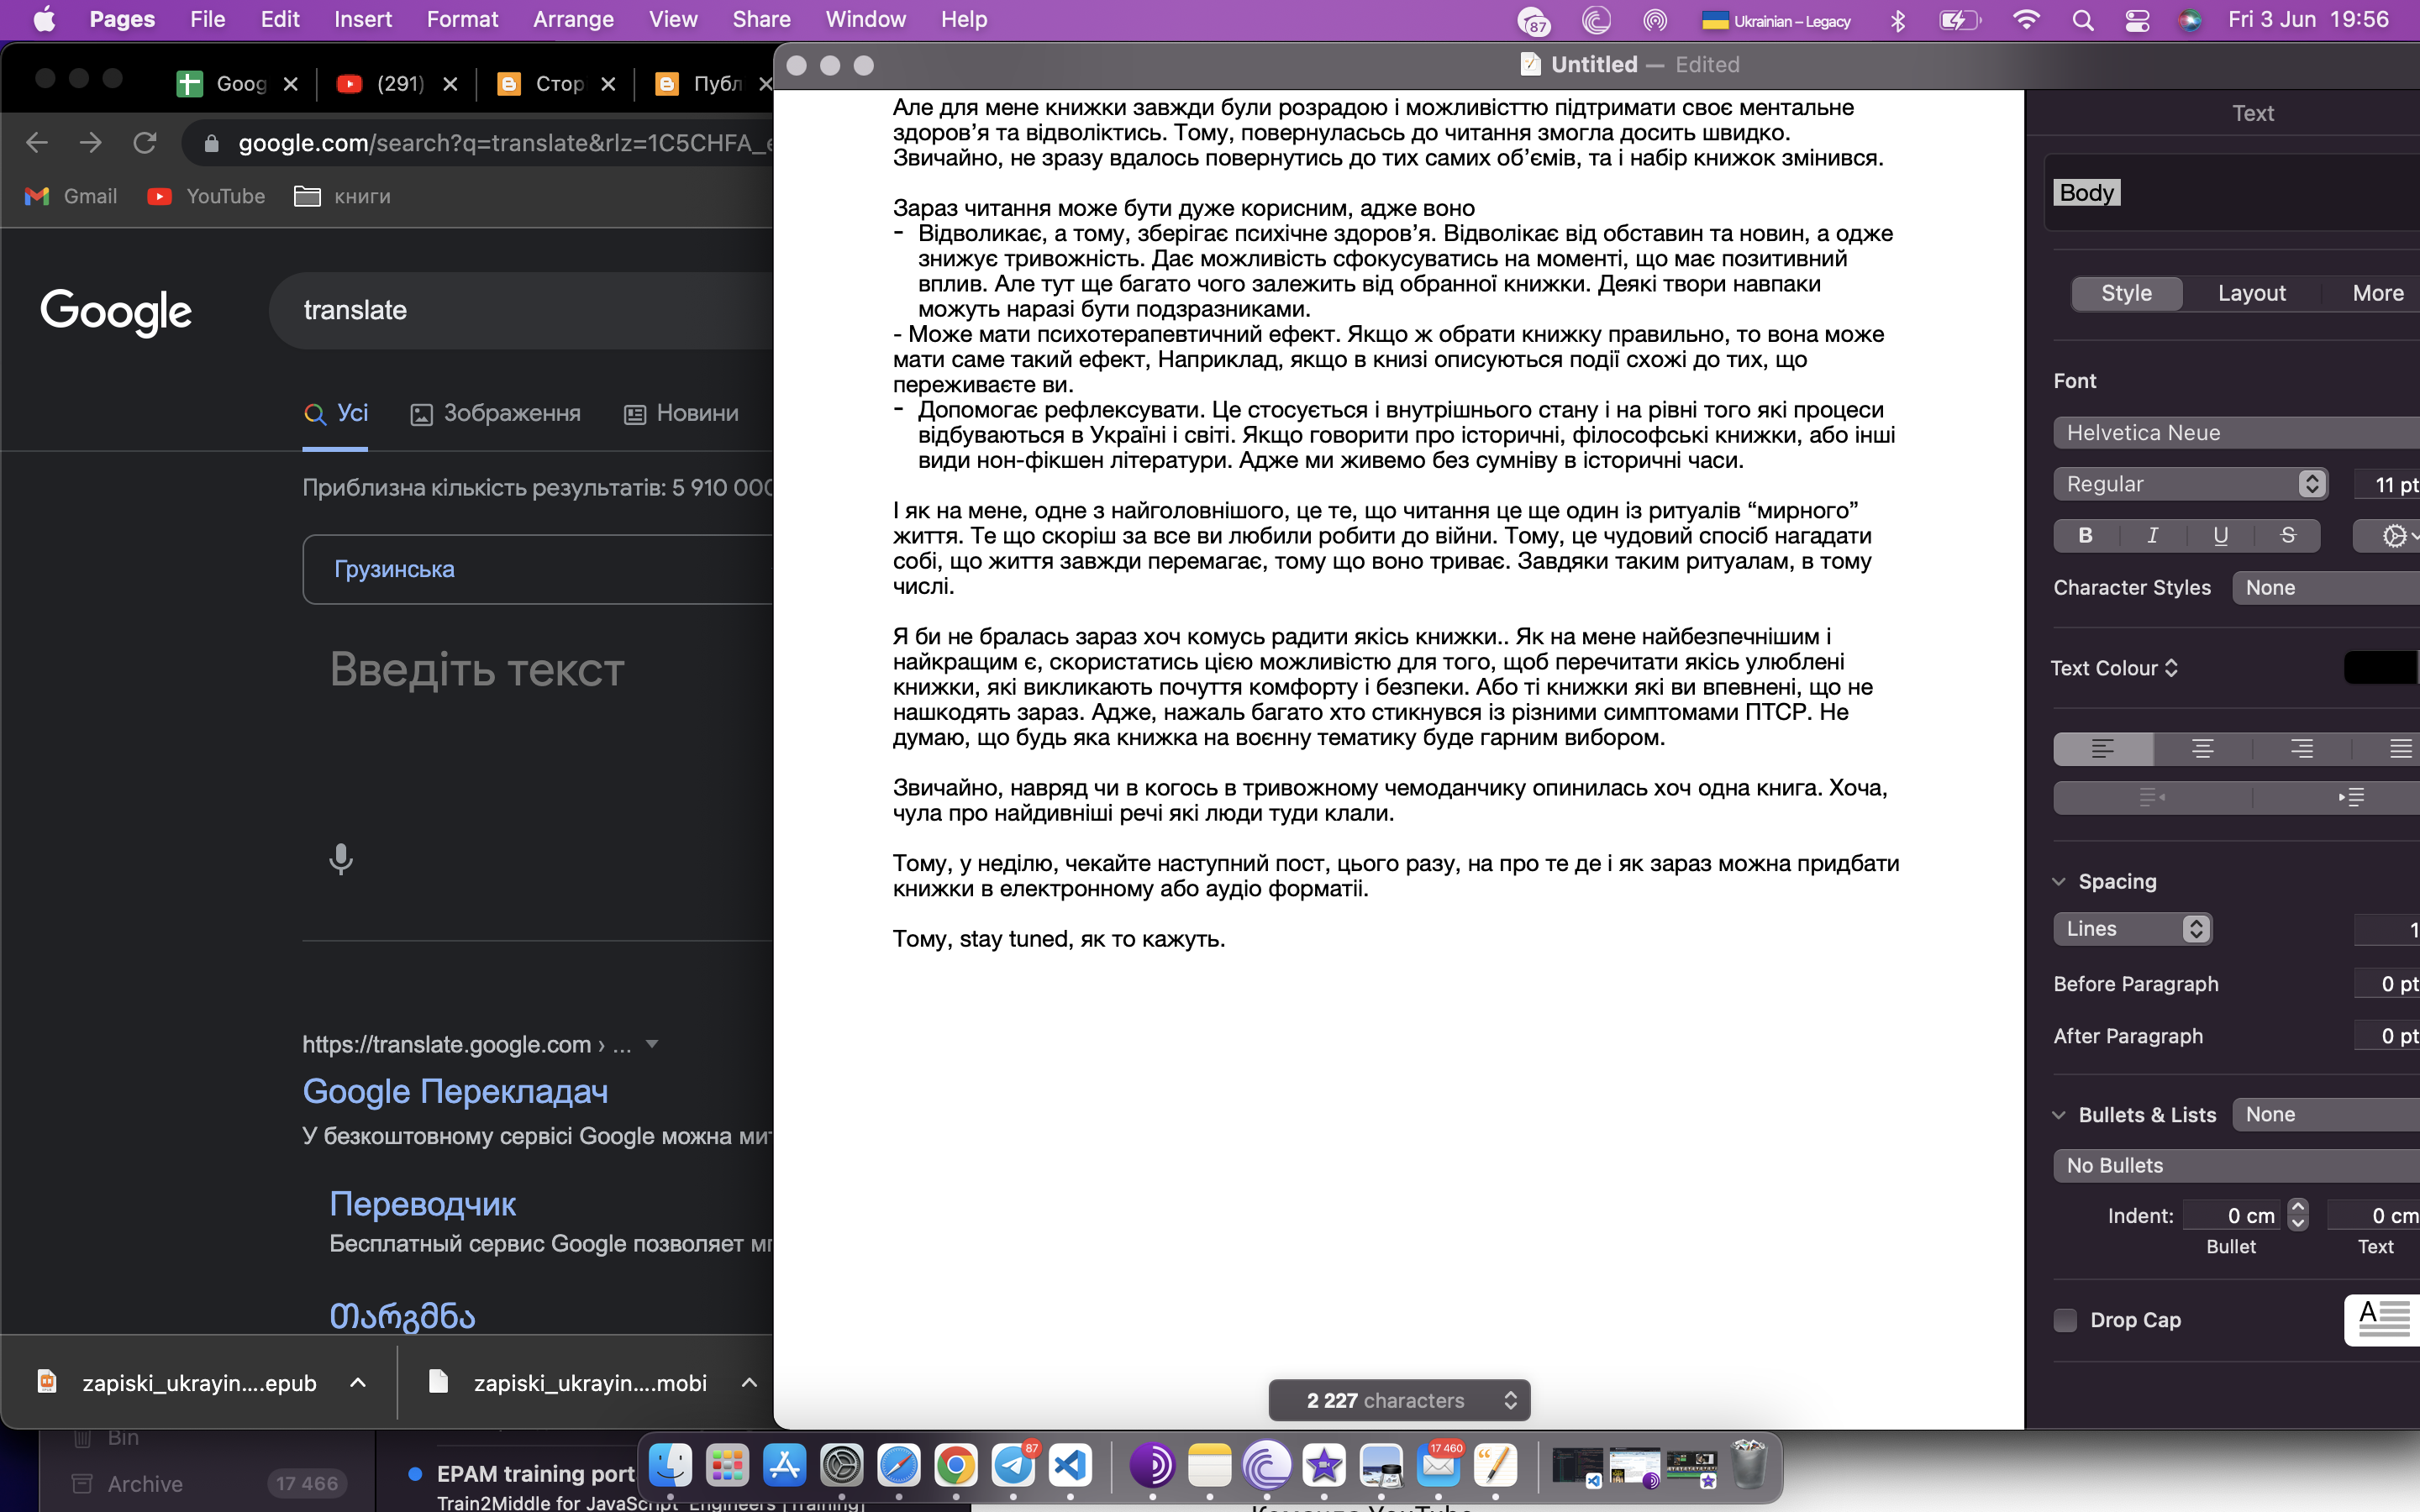 Pages File Edit Insert Format Arrange View Share Window Help
87 Ukrainian – Legacy Fri 3 Jun 19:56
Goog (291) Стор Публ
google.com/search?q=translate&rlz=1C5CHFA_e
Gmail YouTube книги
Google translate
Усі Зображення Новини
Приблизна кількість результатів: 5 910 000
Грузинська
Введіть текст
https://translate.google.com › ...
Google Перекладач
У безкоштовному сервісі Google можна ми
Переводчик
Бесплатный сервис Google позволяет мг
Თარგმნა
zapiski_ukrayin....epub zapiski_ukrayin....mobi
Bin
Archive 17 466
EPAM training port
Train2Middle for JavaScript Engineers [Training]
Untitled — Edited
Але для мене книжки завжди були розрадою і можливісттю підтримати своє ментальне
здоров’я та відволіктись. Тому, повернуласьсь до читання змогла досить швидко.
Звичайно, не зразу вдалось повернутись до тих самих об’ємів, та і набір книжок змінився.
Зараз читання може бути дуже корисним, адже воно
- Відволикає, а тому, зберігає психічне здоров’я. Відволікає від обставин та новин, а одже
знижує тривожність. Дає можливість сфокусуватись на моменті, що має позитивний
вплив. Але тут ще багато чого залежить від обранної книжки. Деякі твори навпаки
можуть наразі бути подзразниками.
- Може мати психотерапевтичний ефект. Якщо ж обрати книжку правильно, то вона може
мати саме такий ефект, Наприклад, якщо в книзі описуються події схожі до тих, що
переживаєте ви.
- Допомогає рефлексувати. Це стосується і внутрішнього стану і на рівні того які процеси
відбуваються в Україні і світі. Якщо говорити про історичні, філософські книжки, або інші
види нон-фікшен літератури. Адже ми живемо без сумніву в історичні часи.
І як на мене, одне з найголовнішого, це те, що читання це ще один із ритуалів “мирного”
життя. Те що скоріш за все ви любили робити до війни. Тому, це чудовий спосіб нагадати
собі, що життя завжди перемагає, тому що воно триває. Завдяки таким ритуалам, в тому
числі.
Я би не бралась зараз хоч комусь радити якісь книжки.. Як на мене найбезпечнішим і
найкращим є, скористатись цією можливістю для того, щоб перечитати якісь улюблені
книжки, які викликають почуття комфорту і безпеки. Або ті книжки які ви впевнені, що не
нашкодять зараз. Адже, нажаль багато хто стикнувся із різними симптомами ПТСР. Не
думаю, що будь яка книжка на воєнну тематику буде гарним вибором.
Звичайно, навряд чи в когось в тривожному чемоданчику опинилась хоч одна книга. Хоча,
чула про найдивніші речі які люди туди клали.
Тому, у неділю, чекайте наступний пост, цього разу, на про те де і як зараз можна придбати
книжки в електронному або аудіо форматіі.
Тому, stay tuned, як то кажуть.
2 227 characters
Text
Body
Style Layout More
Font
Helvetica Neue
Regular 11 pt
B I U S
Character Styles None
Text Colour
Spacing
Lines 1
Before Paragraph 0 pt
After Paragraph 0 pt
Bullets & Lists None
No Bullets
Indent: 0 cm 0 cm
Bullet Text
Drop Cap
A
87 17 460
Команда YouTube